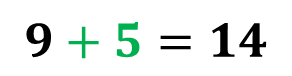 9 + 5 = 14